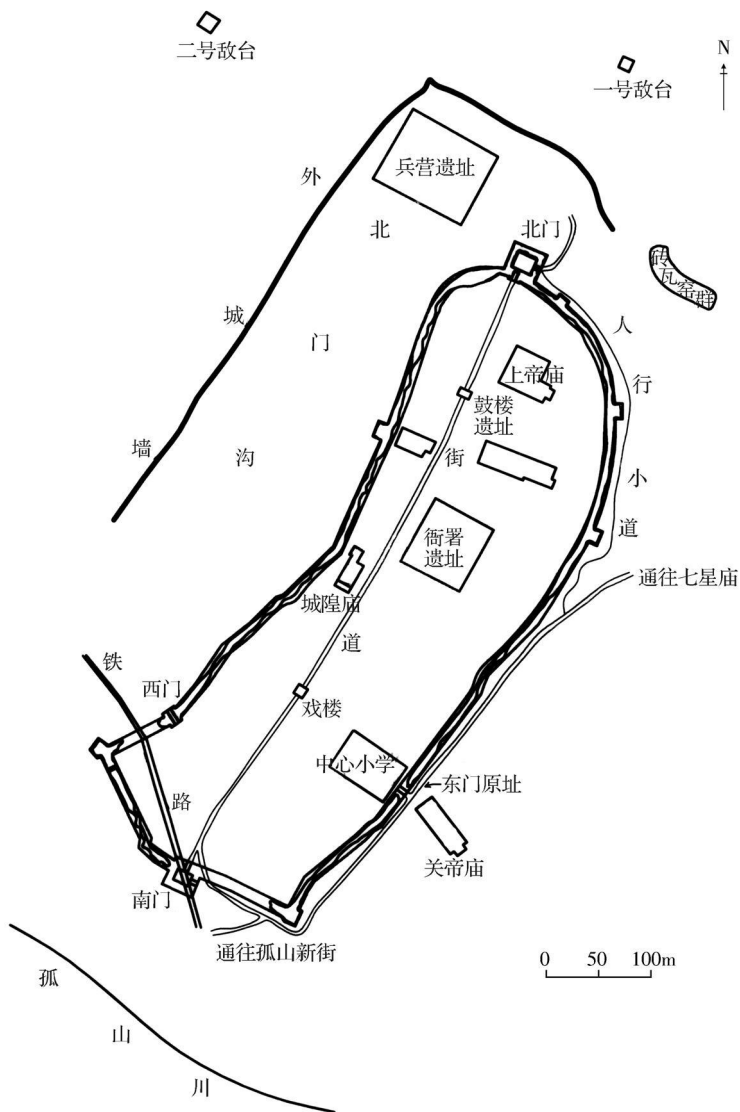 二号敌台
一号敌台
N
兵营遗址
外城墙
北门沟
北门
砖瓦窑群
人行小道
上帝庙
鼓楼
遗址
街道
衙署
遗址
通往七星庙
城隍庙
铁路
西门
戏楼
中心小学
东门原址
关帝庙
南门
通往孤山新街
0 50 100m
孤山川